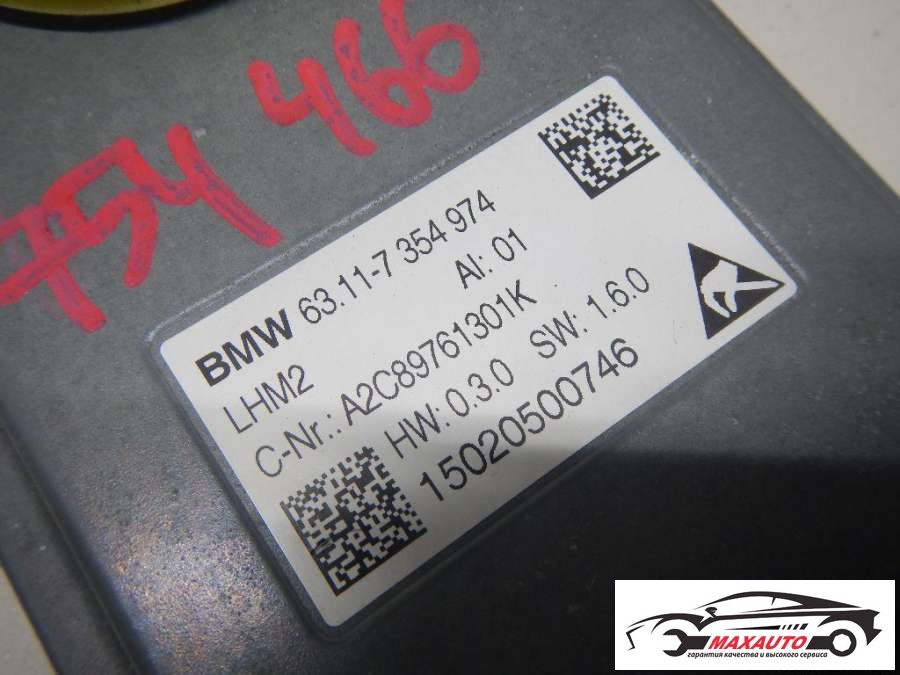 754 466
BMW 63.11-7 354 974
LHM2 AI: 01
C-Nr.: A2C89761301K
HW: 0.3.0 SW: 1.6.0
15020500746
MAXAUTO
гарантия качества и высокого сервиса